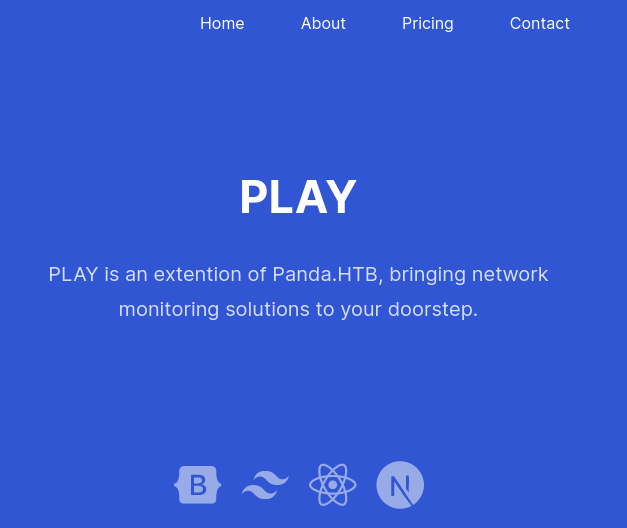 Home About Pricing Contact
PLAY
PLAY is an extention of Panda.HTB, bringing network
monitoring solutions to your doorstep.
B
N